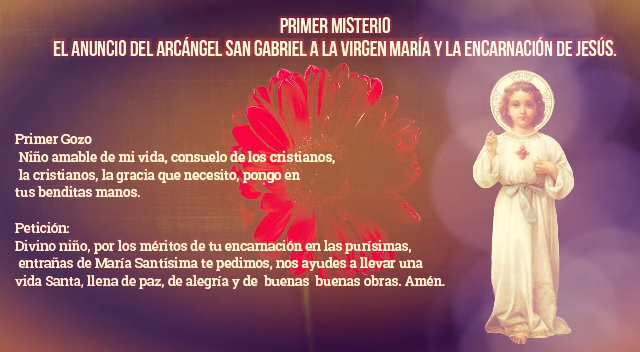 PRIMER MISTERIO
EL ANUNCIO DEL ARCÁNGEL SAN GABRIEL A LA VIRGEN MARÍA Y LA ENCARNACIÓN DE JESÚS.
Primer Gozo
Niño amable de mi vida, consuelo de los cristianos,
la cristianos, la gracia que necesito, pongo en
tus benditas manos.
Petición:
Divino niño, por los méritos de tu encarnación en las purísimas,
entrañas de María Santísima te pedimos, nos ayudes a llevar una
vida Santa, llena de paz, de alegría y de buenas buenas obras. Amén.